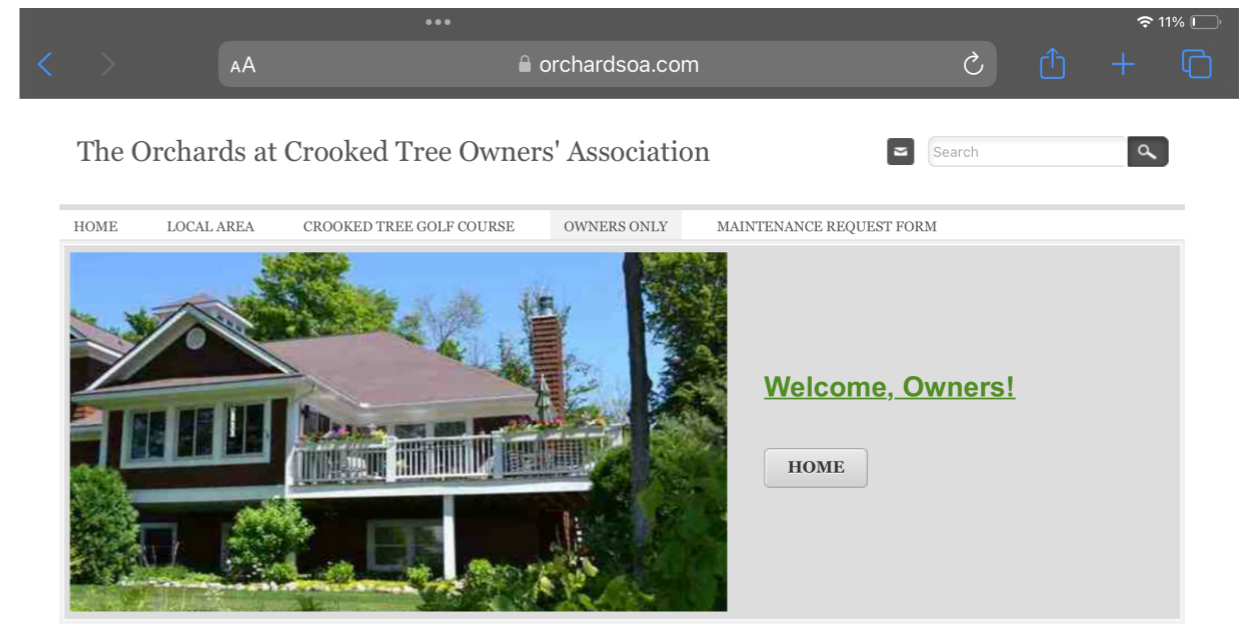 11%
AA orchardsoa.com
The Orchards at Crooked Tree Owners' Association
Search
HOME LOCAL AREA CROOKED TREE GOLF COURSE OWNERS ONLY MAINTENANCE REQUEST FORM
Welcome, Owners!
HOME